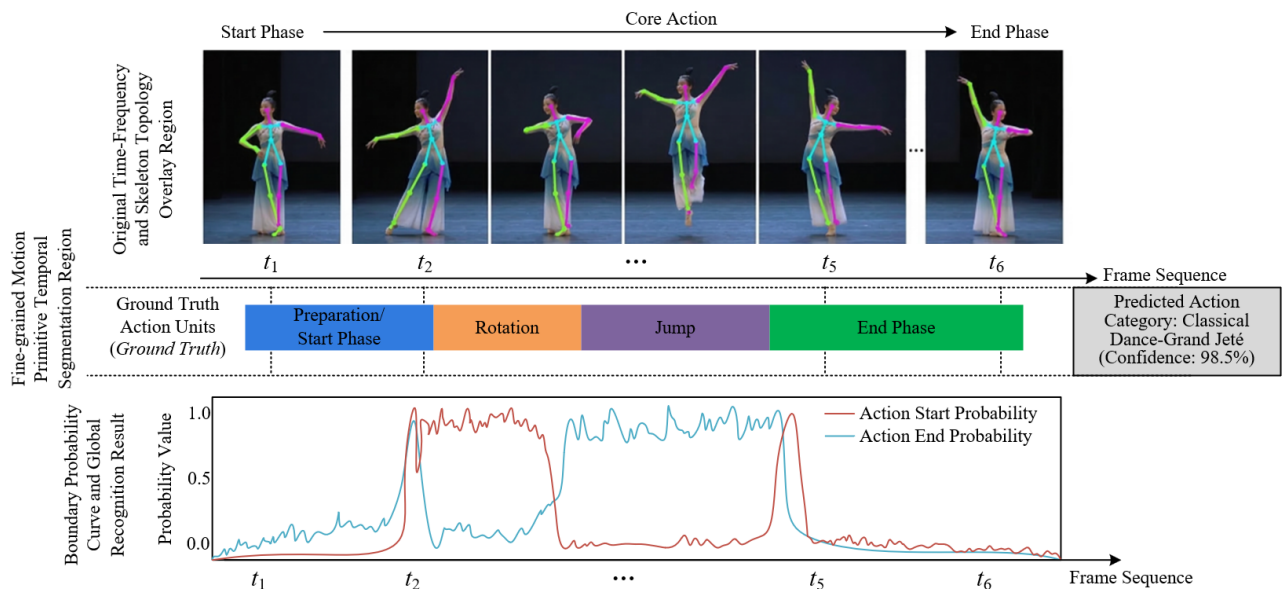 Start Phase
Core Action
End Phase
Original Time-Frequency
and Skeleton Topology
Overlay Region
...
t1
t2
...
t5
t6
Frame Sequence
Fine-grained Motion
Primitive Temporal
Segmentation Region
Ground Truth
Action Units
(Ground Truth)
Preparation/
Start Phase
Rotation
Jump
End Phase
Predicted Action
Category: Classical
Dance-Grand Jeté
(Confidence: 98.5%)
Boundary Probability
Curve and Global
Recognition Result
Probability Value
1.0
0.5
0.0
Action Start Probability
Action End Probability
t1
t2
...
t5
t6
Frame Sequence